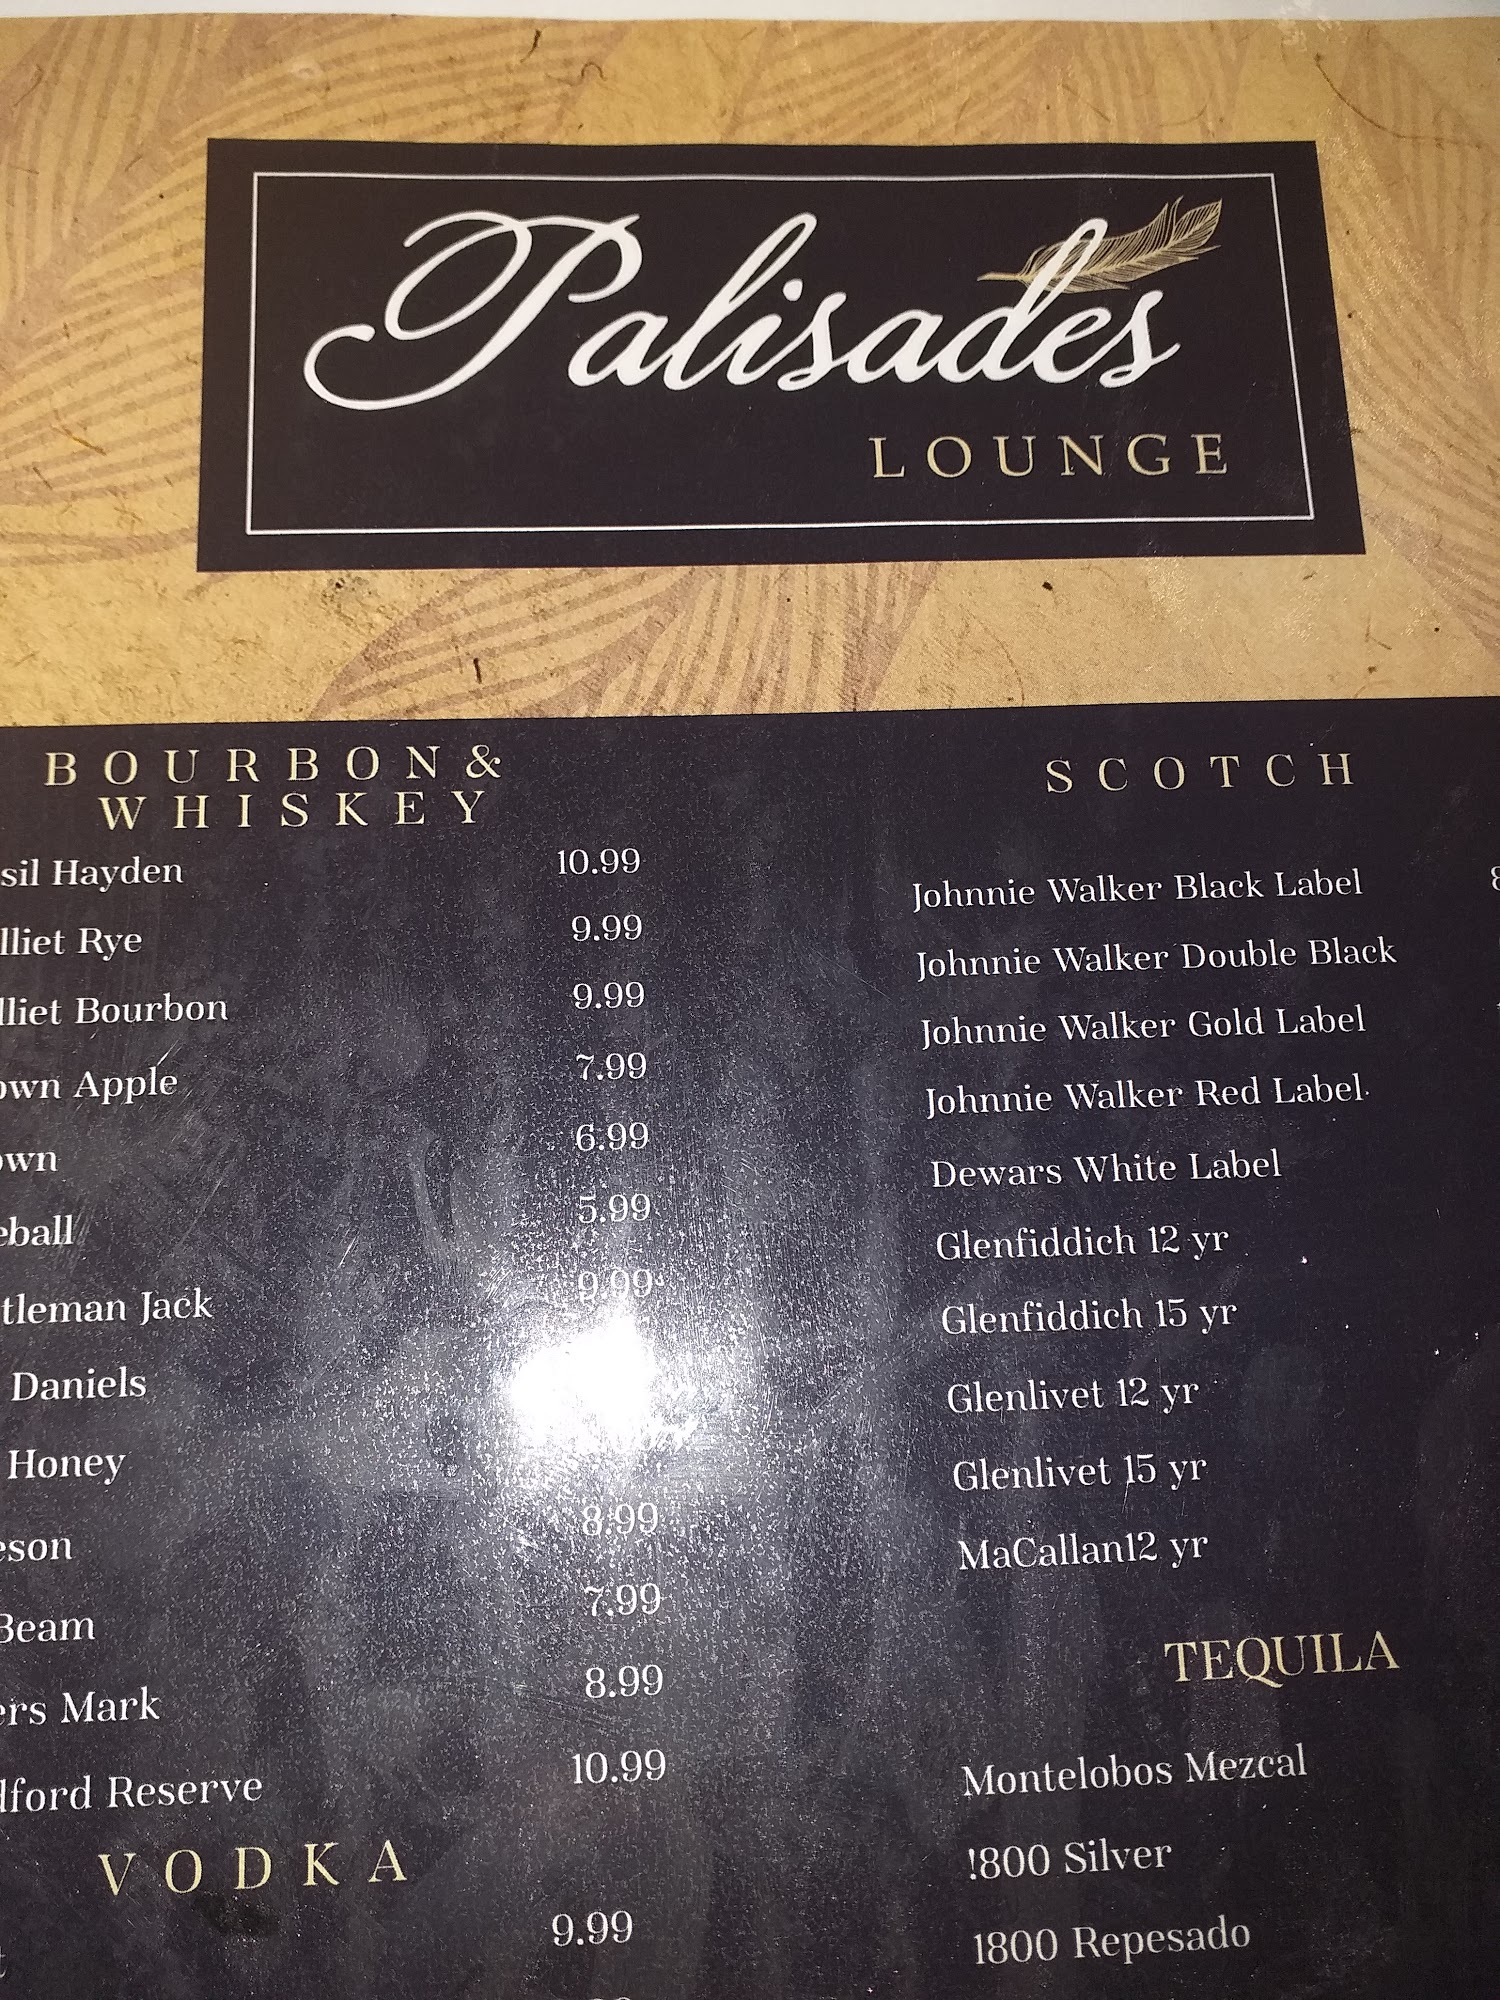 Palisades
LOUNGE
BOURBON &
WHISKEY
sil Hayden 10.99
lliet Rye 9.99
lliet Bourbon 9.99
own Apple 7.99
own 6.99
eball 5.99
tleman Jack 9.99
Daniels
Honey
eson 8.99
Beam 7.99
ers Mark 8.99
dford Reserve 10.99
VODKA
9.99
SCOTCH
Johnnie Walker Black Label 8
Johnnie Walker Double Black
Johnnie Walker Gold Label
Johnnie Walker Red Label
Dewars White Label
Glenfiddich 12 yr
Glenfiddich 15 yr
Glenlivet 12 yr
Glenlivet 15 yr
MaCallan12 yr
TEQUILA
Montelobos Mezcal
!800 Silver
1800 Repesado